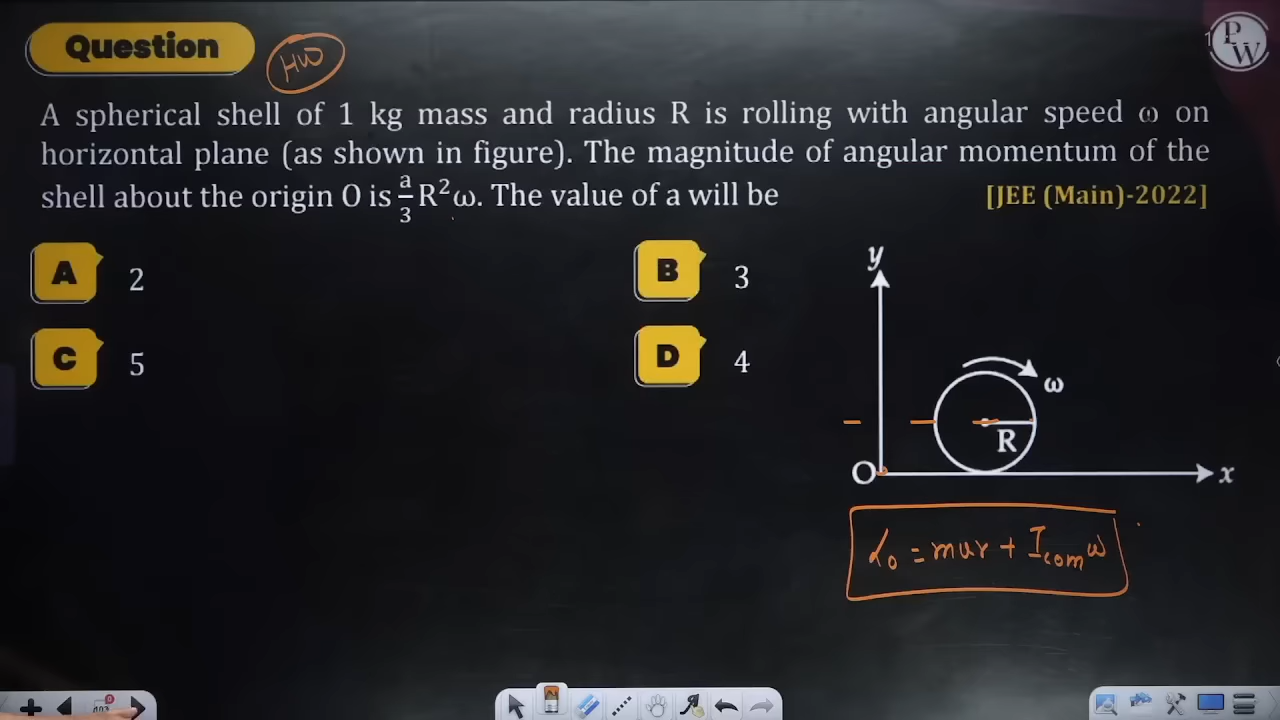 Question
HW
PW
A spherical shell of 1 kg mass and radius R is rolling with angular speed ω on
horizontal plane (as shown in figure). The magnitude of angular momentum of the
shell about the origin O is a/3 R²ω. The value of a will be [JEE (Main)-2022]
A 2
B 3
C 5
D 4
y
ω
R
O
x
L₀ = mvr + I_com ω